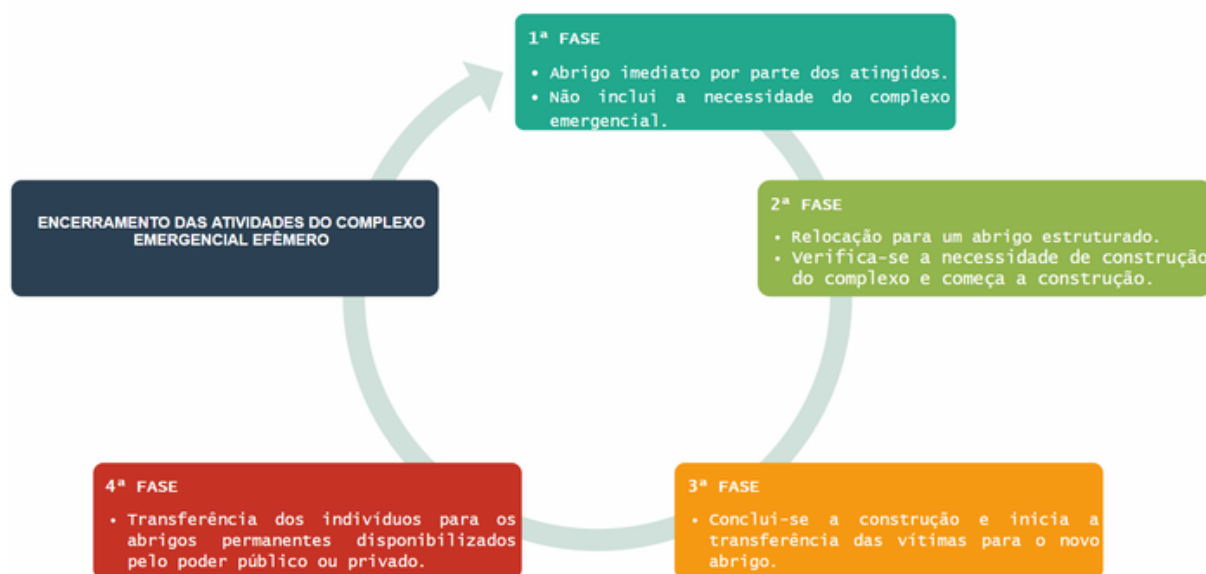 1ª FASE
• Abrigo imediato por parte dos atingidos.
• Não inclui a necessidade do complexo
emergencial.
2ª FASE
• Relocação para um abrigo estruturado.
• Verifica-se a necessidade de construção
do complexo e começa a construção.
3ª FASE
• Conclui-se a construção e inicia a
transferência das vítimas para o novo
abrigo.
4ª FASE
• Transferência dos indivíduos para os
abrigos permanentes disponibilizados
pelo poder público ou privado.
ENCERRAMENTO DAS ATIVIDADES DO COMPLEXO
EMERGENCIAL EFÊMERO